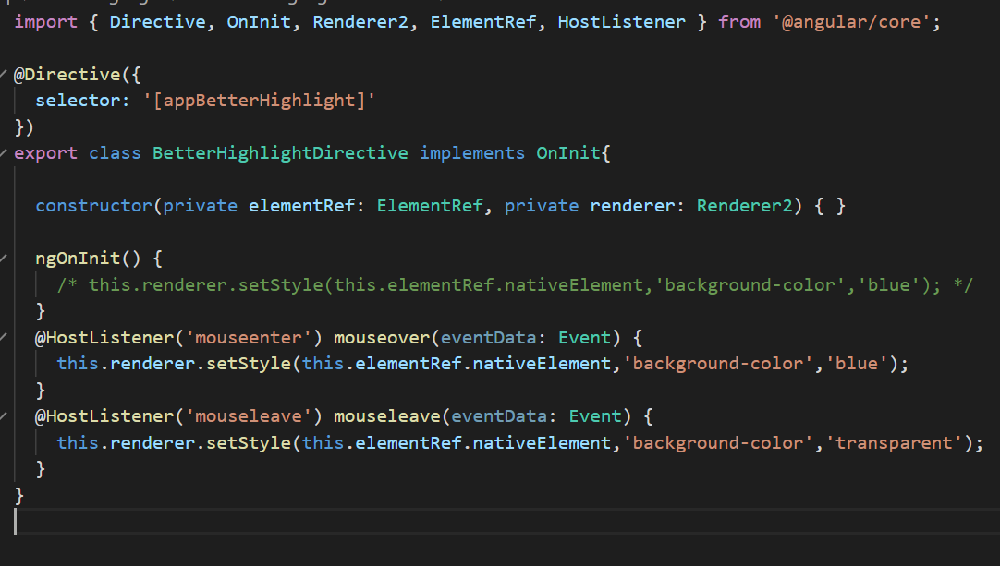 import { Directive, OnInit, Renderer2, ElementRef, HostListener } from '@angular/core';
@Directive({
selector: '[appBetterHighlight]'
})
export class BetterHighlightDirective implements OnInit{
constructor(private elementRef: ElementRef, private renderer: Renderer2) { }
ngOnInit() {
/* this.renderer.setStyle(this.elementRef.nativeElement,'background-color','blue'); */
}
@HostListener('mouseenter') mouseover(eventData: Event) {
this.renderer.setStyle(this.elementRef.nativeElement,'background-color','blue');
}
@HostListener('mouseleave') mouseleave(eventData: Event) {
this.renderer.setStyle(this.elementRef.nativeElement,'background-color','transparent');
}
}